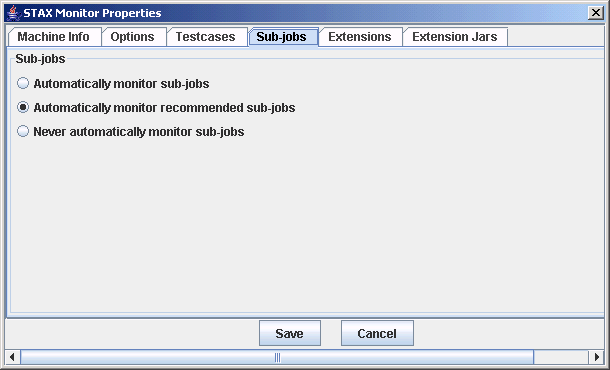 STAX Monitor Properties
Machine Info Options Testcases Sub-jobs Extensions Extension Jars
Sub-jobs
Automatically monitor sub-jobs
Automatically monitor recommended sub-jobs
Never automatically monitor sub-jobs
Save Cancel